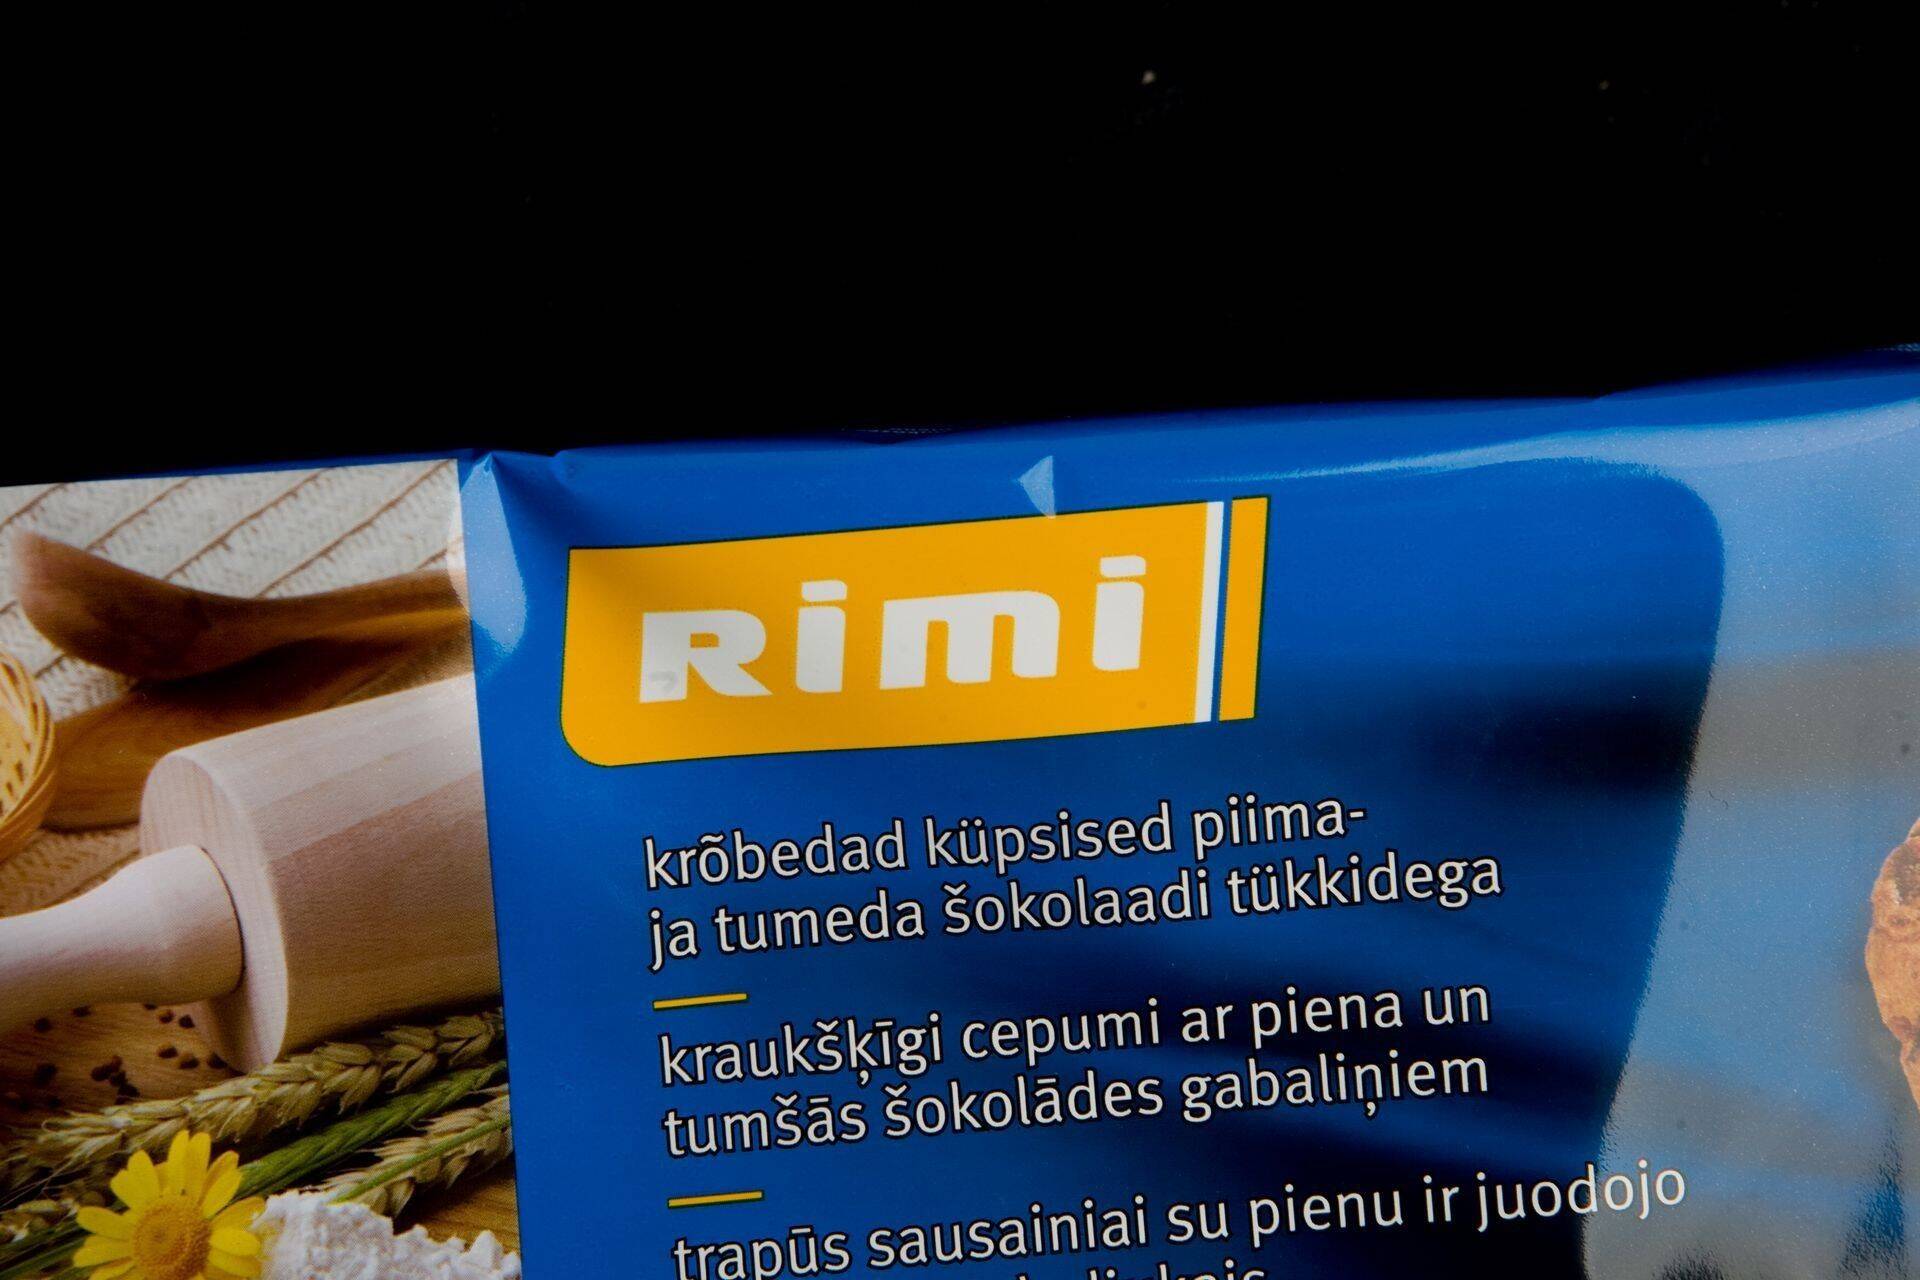 Rimi
krõbedad küpsised piima-
ja tumeda šokolaadi tükkidega
kraukšķīgi cepumi ar piena un
tumšās šokolādes gabaliņiem
trapūs sausainiai su pienu ir juodojo